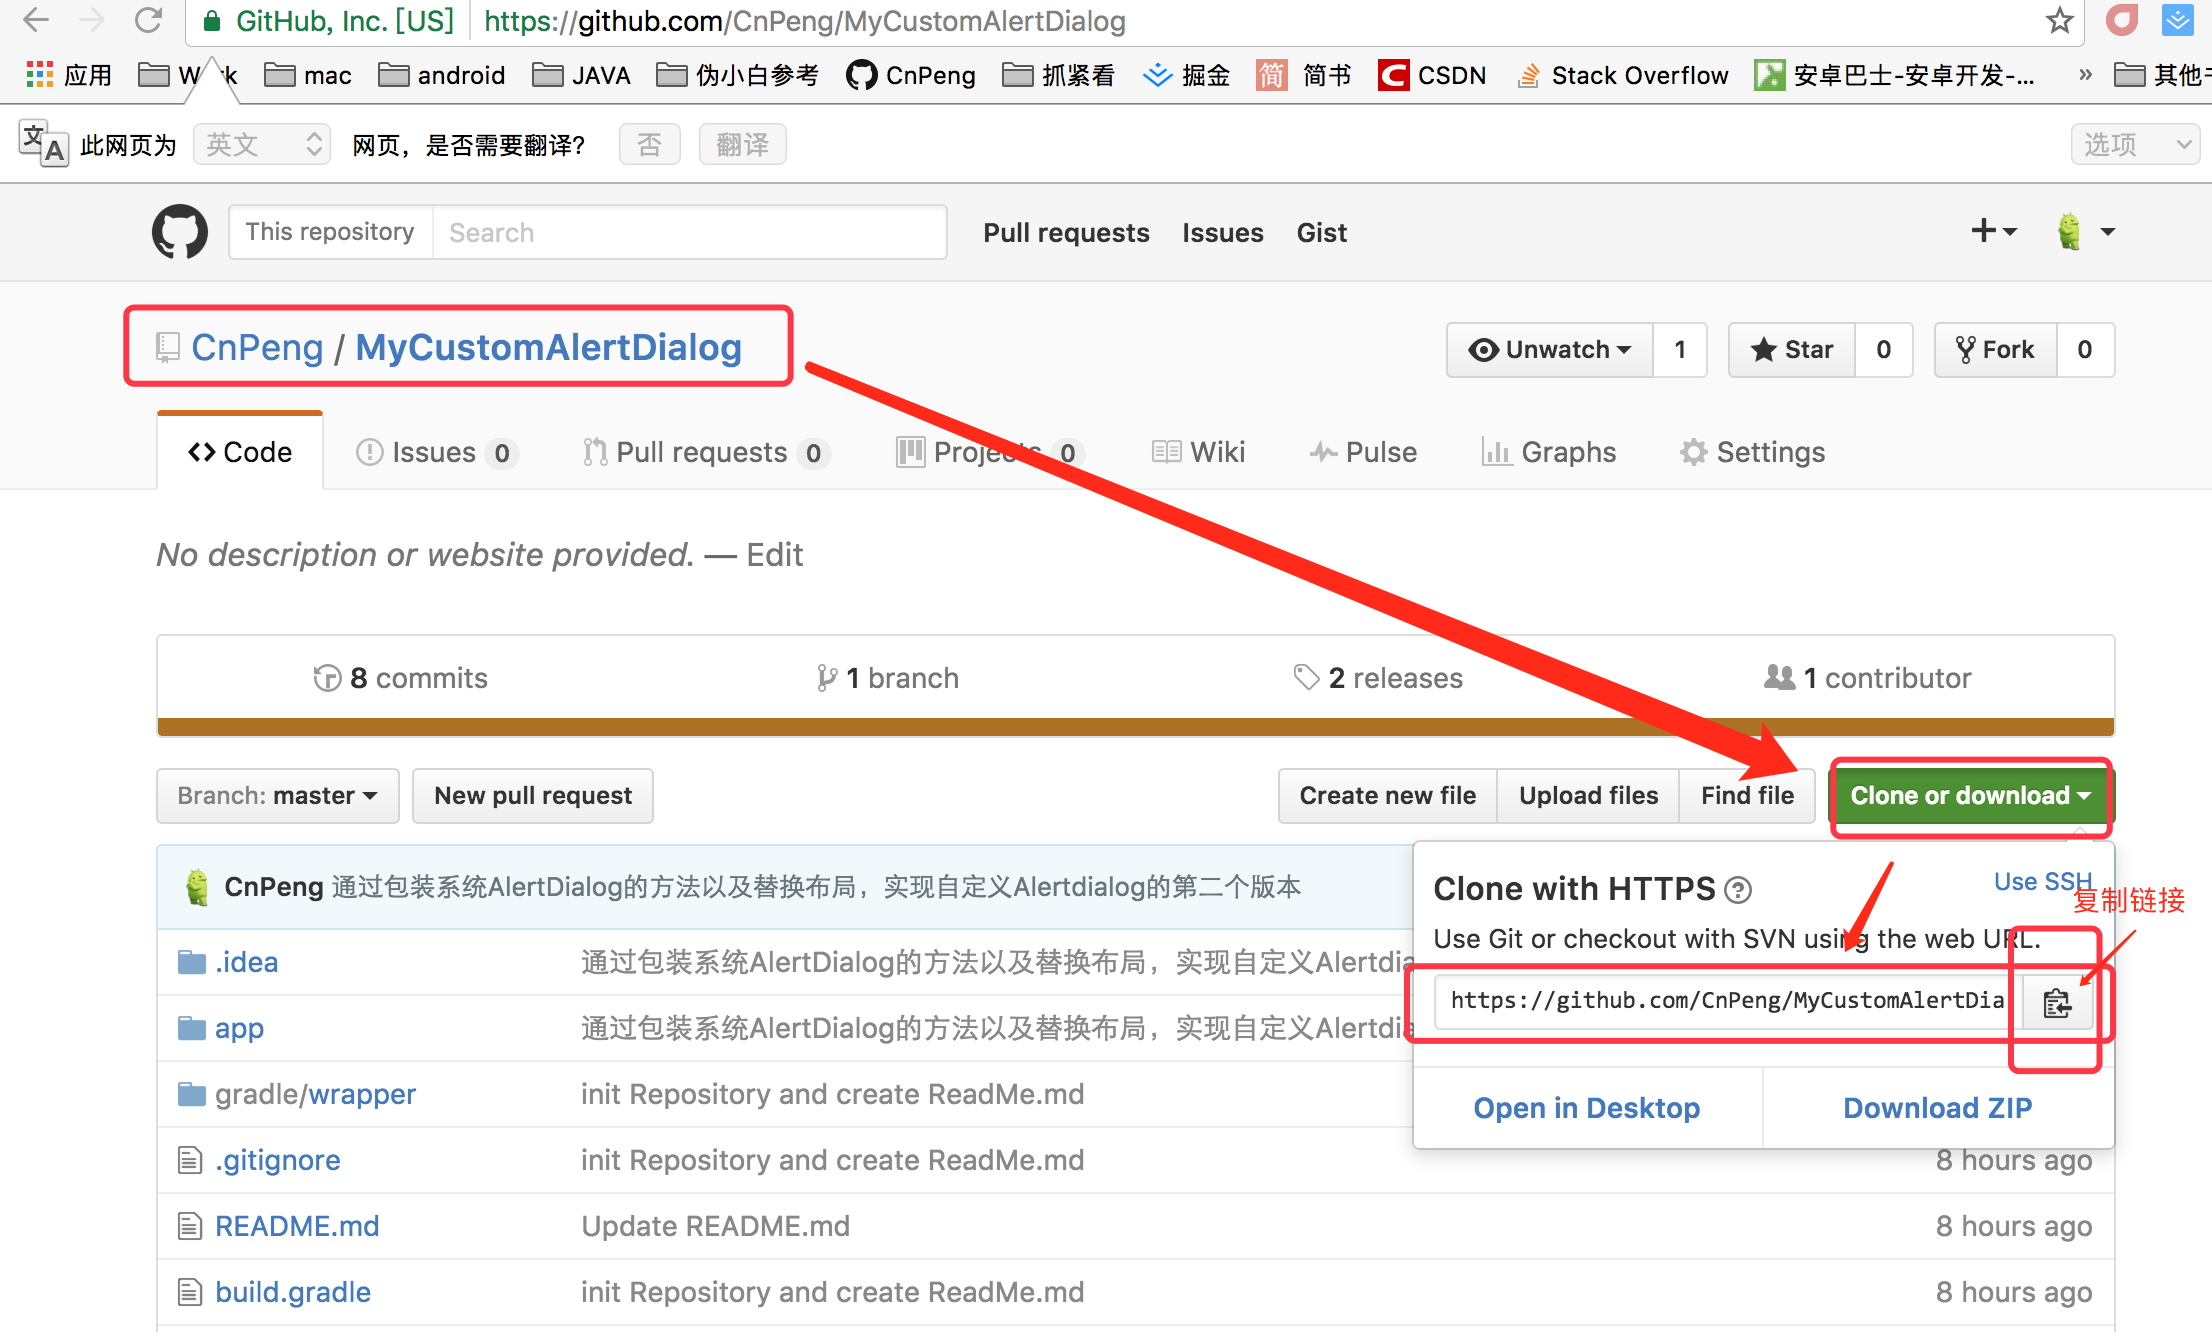 GitHub, Inc. [US] https://github.com/CnPeng/MyCustomAlertDialog
应用 mac android JAVA 伪小白参考 CnPeng 抓紧看 掘金 简 简书 CSDN Stack Overflow 安卓巴士-安卓开发-... » 其他
文A 此网页为 英文 网页，是否需要翻译? 否 翻译 选项
This repository Search Pull requests Issues Gist
CnPeng / MyCustomAlertDialog Unwatch 1 Star 0 Fork 0
Code Issues 0 Pull requests 0 Projects 0 Wiki Pulse Graphs Settings
No description or website provided. — Edit
8 commits 1 branch 2 releases 1 contributor
Branch: master New pull request Create new file Upload files Find file Clone or download
CnPeng 通过包装系统AlertDialog的方法以及替换布局，实现自定义Alertdialog的第二个版本
Clone with HTTPS ? Use SSH
复制链接
Use Git or checkout with SVN using the web URL.
https://github.com/CnPeng/MyCustomAlertDia
Open in Desktop Download ZIP
.idea 通过包装系统AlertDialog的方法以及替换布局，实现自定义Alertdia
app 通过包装系统AlertDialog的方法以及替换布局，实现自定义Alertdia
gradle/wrapper init Repository and create ReadMe.md
.gitignore init Repository and create ReadMe.md 8 hours ago
README.md Update README.md 8 hours ago
build.gradle init Repository and create ReadMe.md 8 hours ago